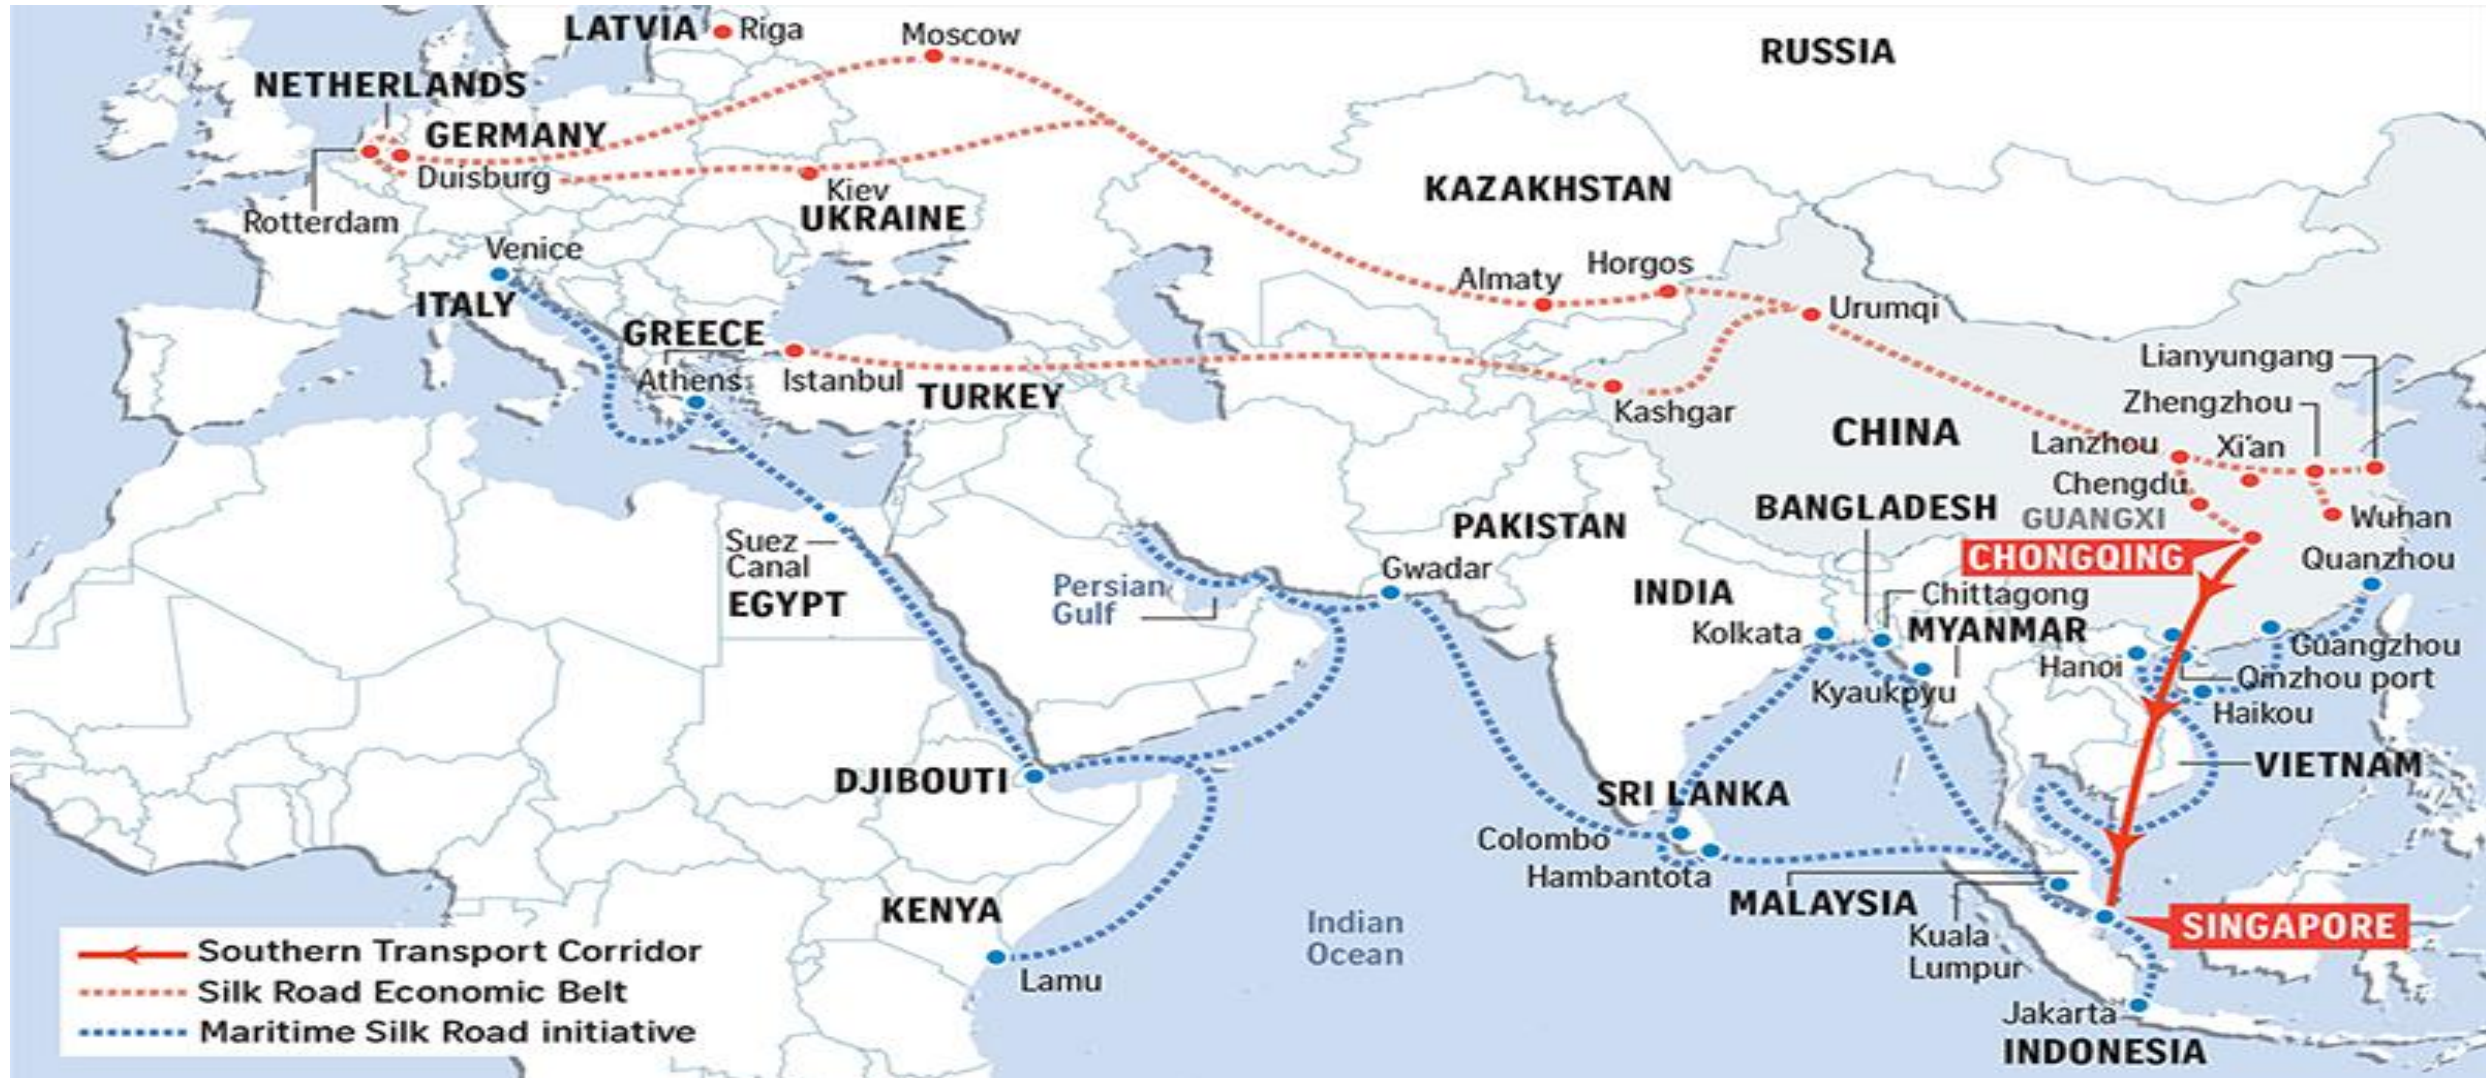 LATVIA
Riga
Moscow
RUSSIA
NETHERLANDS
GERMANY
Duisburg
Kiev
UKRAINE
KAZAKHSTAN
Rotterdam
Venice
ITALY
Almaty
Horgos
Urumqi
GREECE
Athens
Istanbul
TURKEY
Kashgar
Lianyungang
Zhengzhou
CHINA
Lanzhou
Xi'an
Chengdu
BANGLADESH
GUANGXI
Wuhan
PAKISTAN
Suez
Canal
EGYPT
Persian
Gulf
Gwadar
CHONGQING
Quanzhou
INDIA
Chittagong
Kolkata
MYANMAR
Hanoi
Guangzhou
Kyaukpyu
Qinzhou port
Haikou
DJIBOUTI
VIETNAM
SRI LANKA
Colombo
Hambantota
MALAYSIA
KENYA
Indian
Ocean
SINGAPORE
Kuala
Lumpur
Lamu
Jakarta
INDONESIA
Southern Transport Corridor
Silk Road Economic Belt
Maritime Silk Road initiative